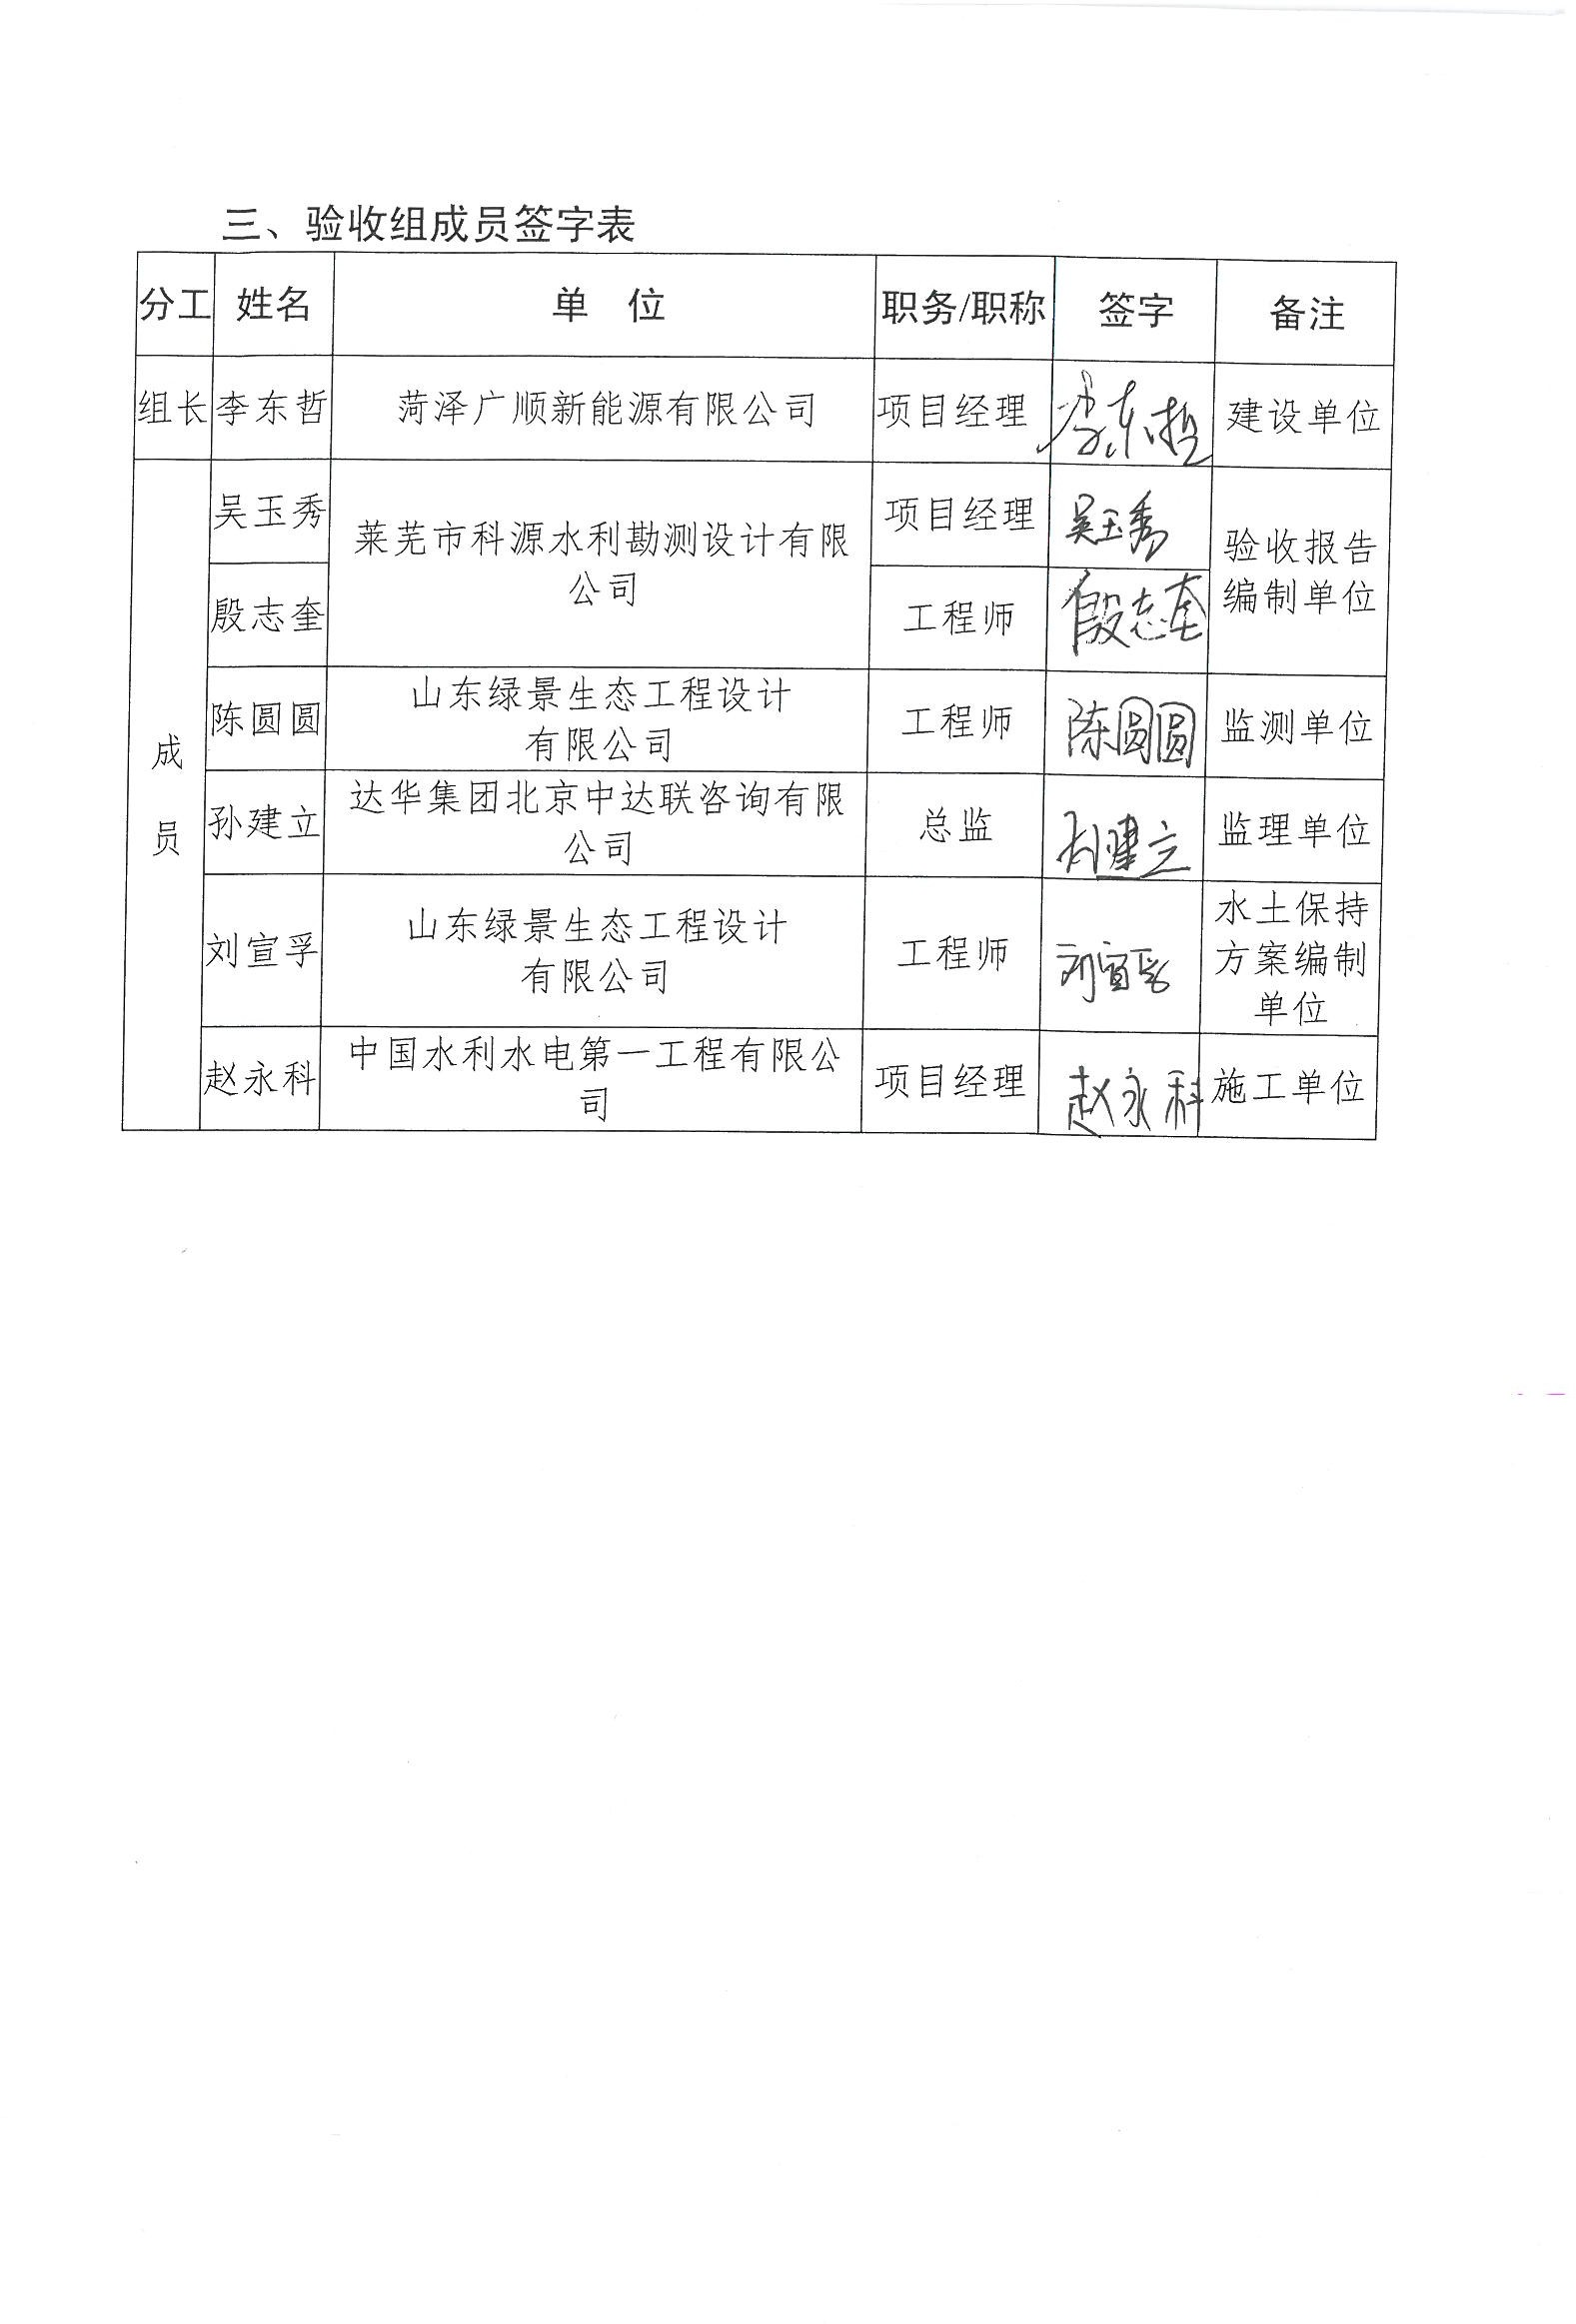 三、验收组成员签字表
分工 姓名 单 位 职务/职称 签字 备注
组长 李东哲 菏泽广顺新能源有限公司 项目经理 李东哲 建设单位
成
员
吴玉秀 莱芜市科源水利勘测设计有限
公司 项目经理 吴玉秀 验收报告
编制单位
殷志奎 工程师 殷志奎
陈圆圆 山东绿景生态工程设计
有限公司 工程师 陈圆圆 监测单位
孙建立 达华集团北京中达联咨询有限
公司 总监 孙建立 监理单位
刘宣孚 山东绿景生态工程设计
有限公司 工程师 刘宣孚 水土保持
方案编制
单位
赵永科 中国水利水电第一工程有限公
司 项目经理 赵永科 施工单位